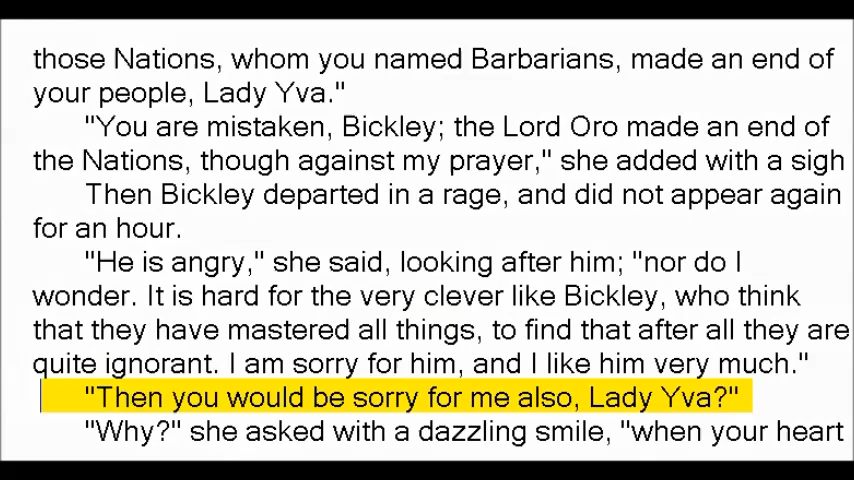 those Nations, whom you named Barbarians, made an end of
your people, Lady Yva."
"You are mistaken, Bickley; the Lord Oro made an end of
the Nations, though against my prayer," she added with a sigh
Then Bickley departed in a rage, and did not appear again
for an hour.
"He is angry," she said, looking after him; "nor do I
wonder. It is hard for the very clever like Bickley, who think
that they have mastered all things, to find that after all they are
quite ignorant. I am sorry for him, and I like him very much."
"Then you would be sorry for me also, Lady Yva?"
"Why?" she asked with a dazzling smile, "when your heart